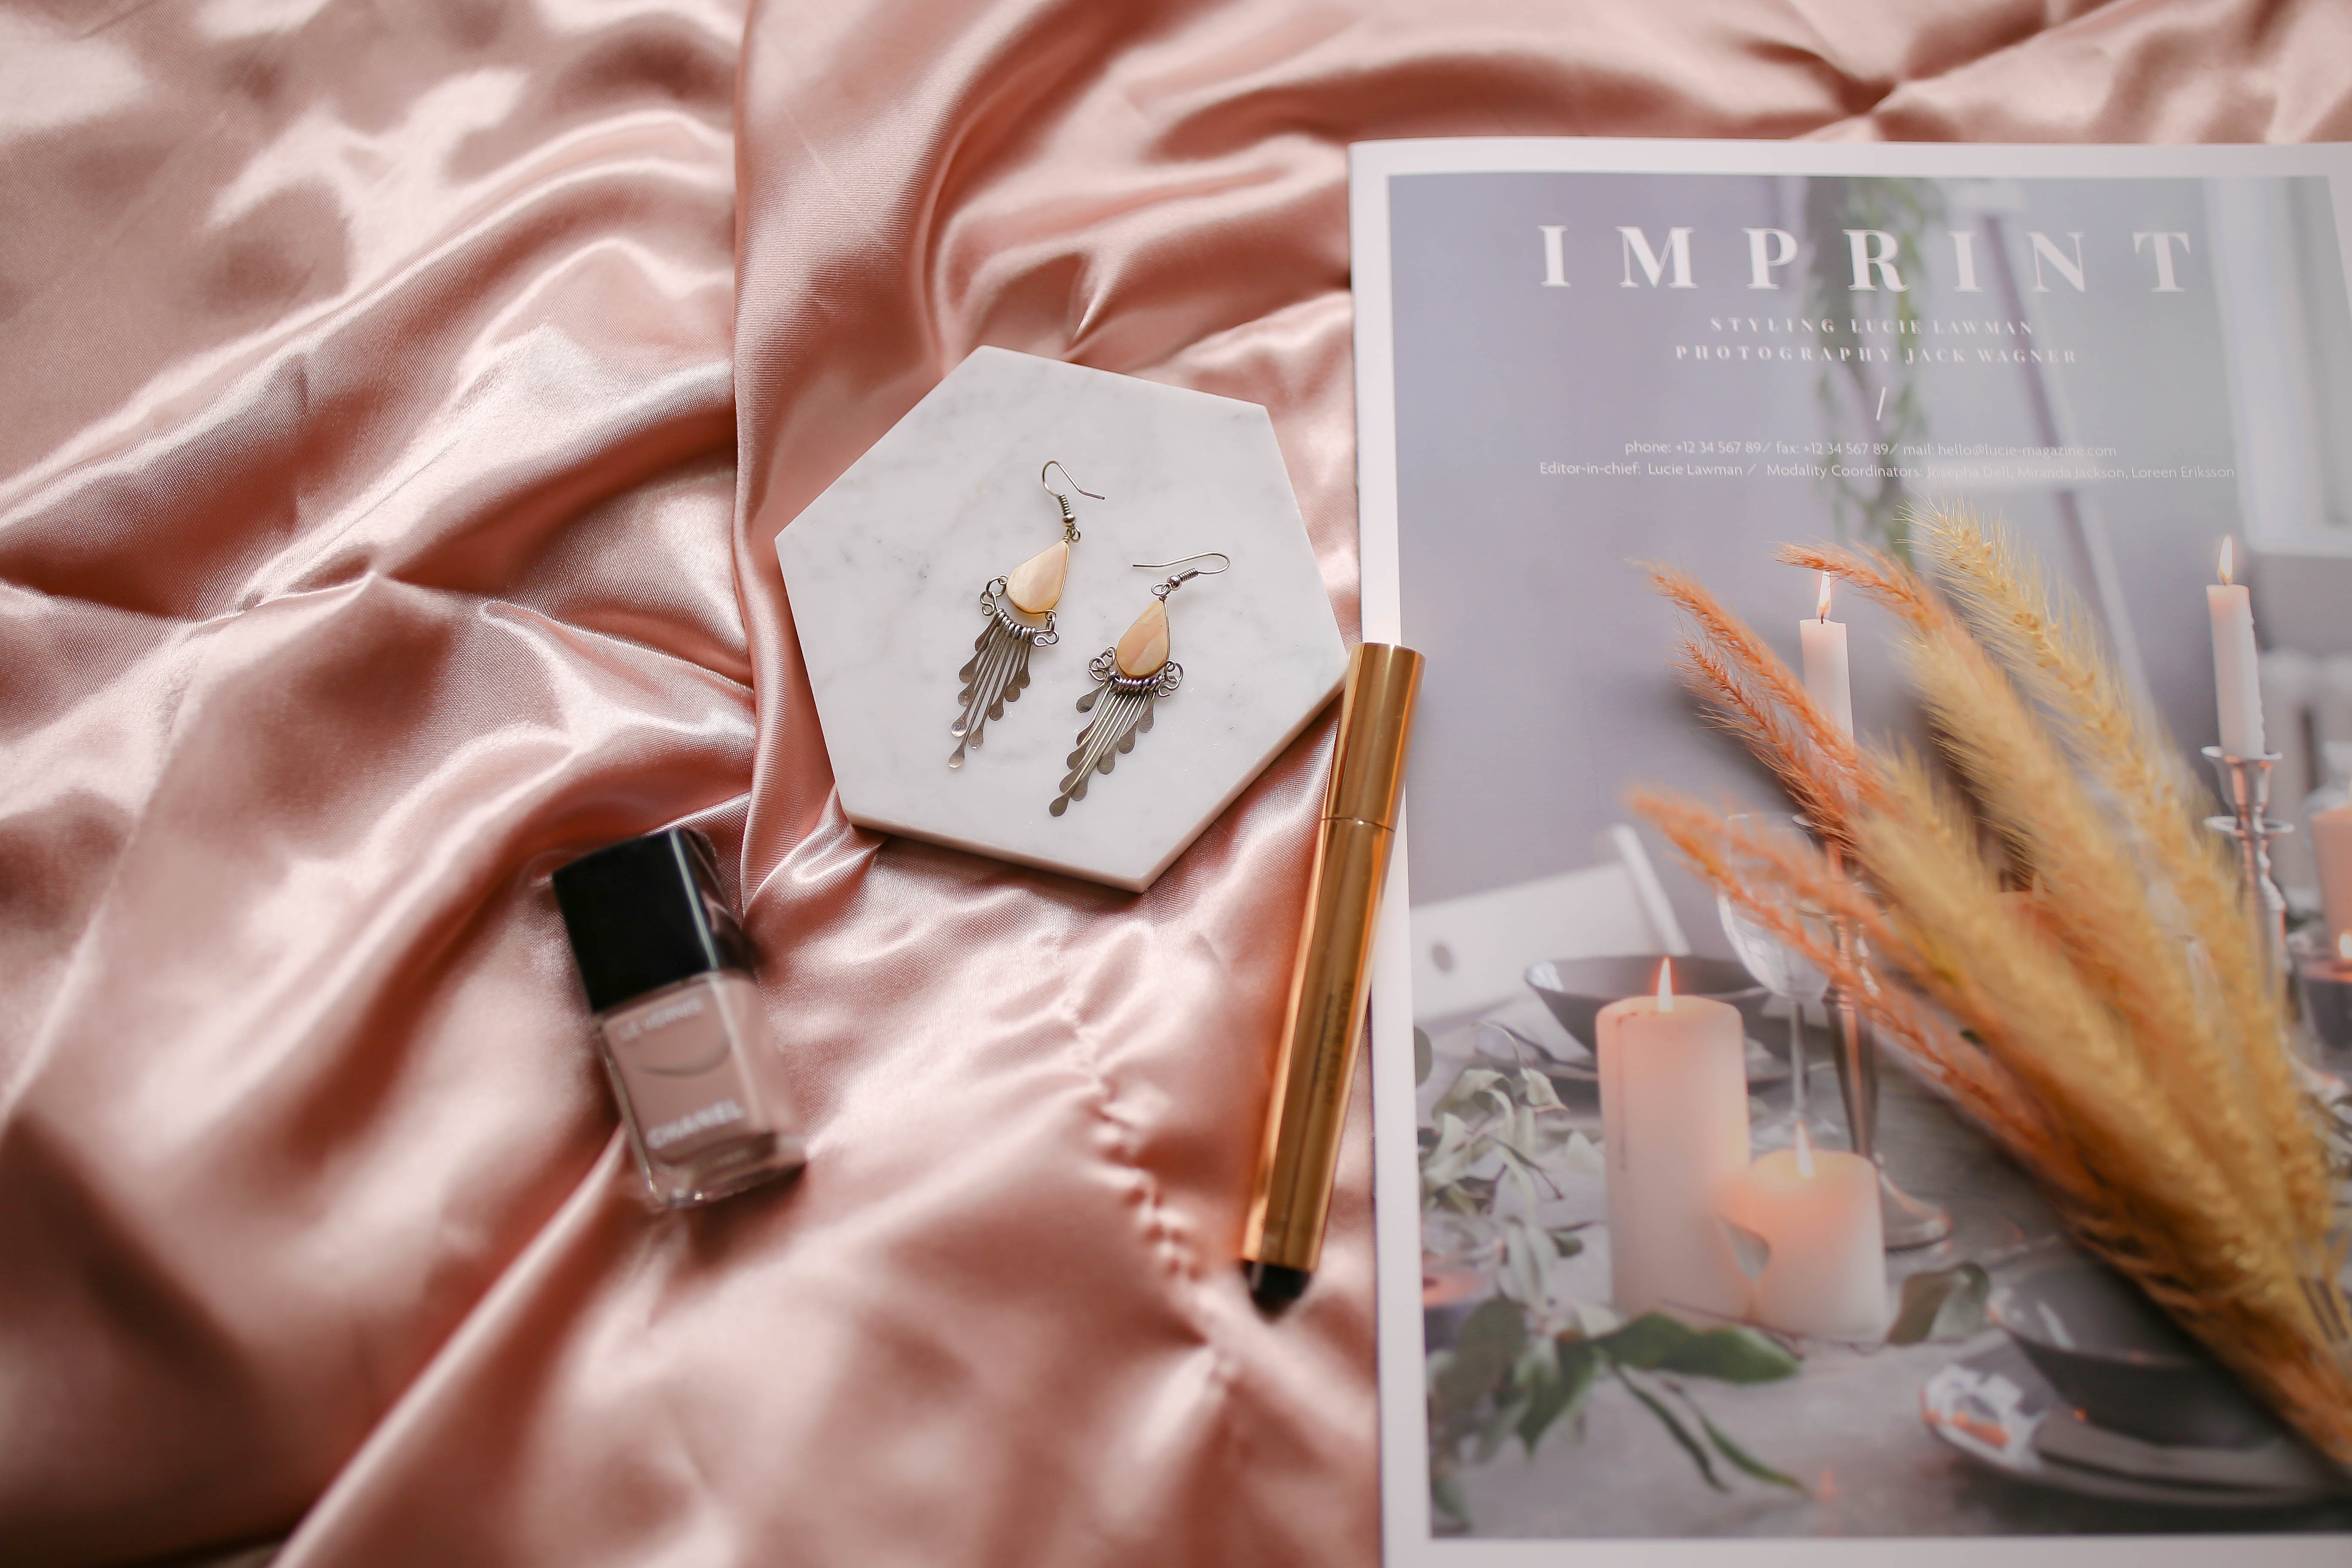 IMPRINT
STYLING LUCIE LAWMAN
PHOTOGRAPHY JACK WAGNER
/
phone: +12 34 567 89/ fax: +12 34 567 89/ mail: hello@lucie-magazine.com
Editor-in-chief: Lucie Lawman / Modality Coordinators: Josepha Dell, Miranda Jackson, Loreen Eriksson
LE VERNIS
CHANEL